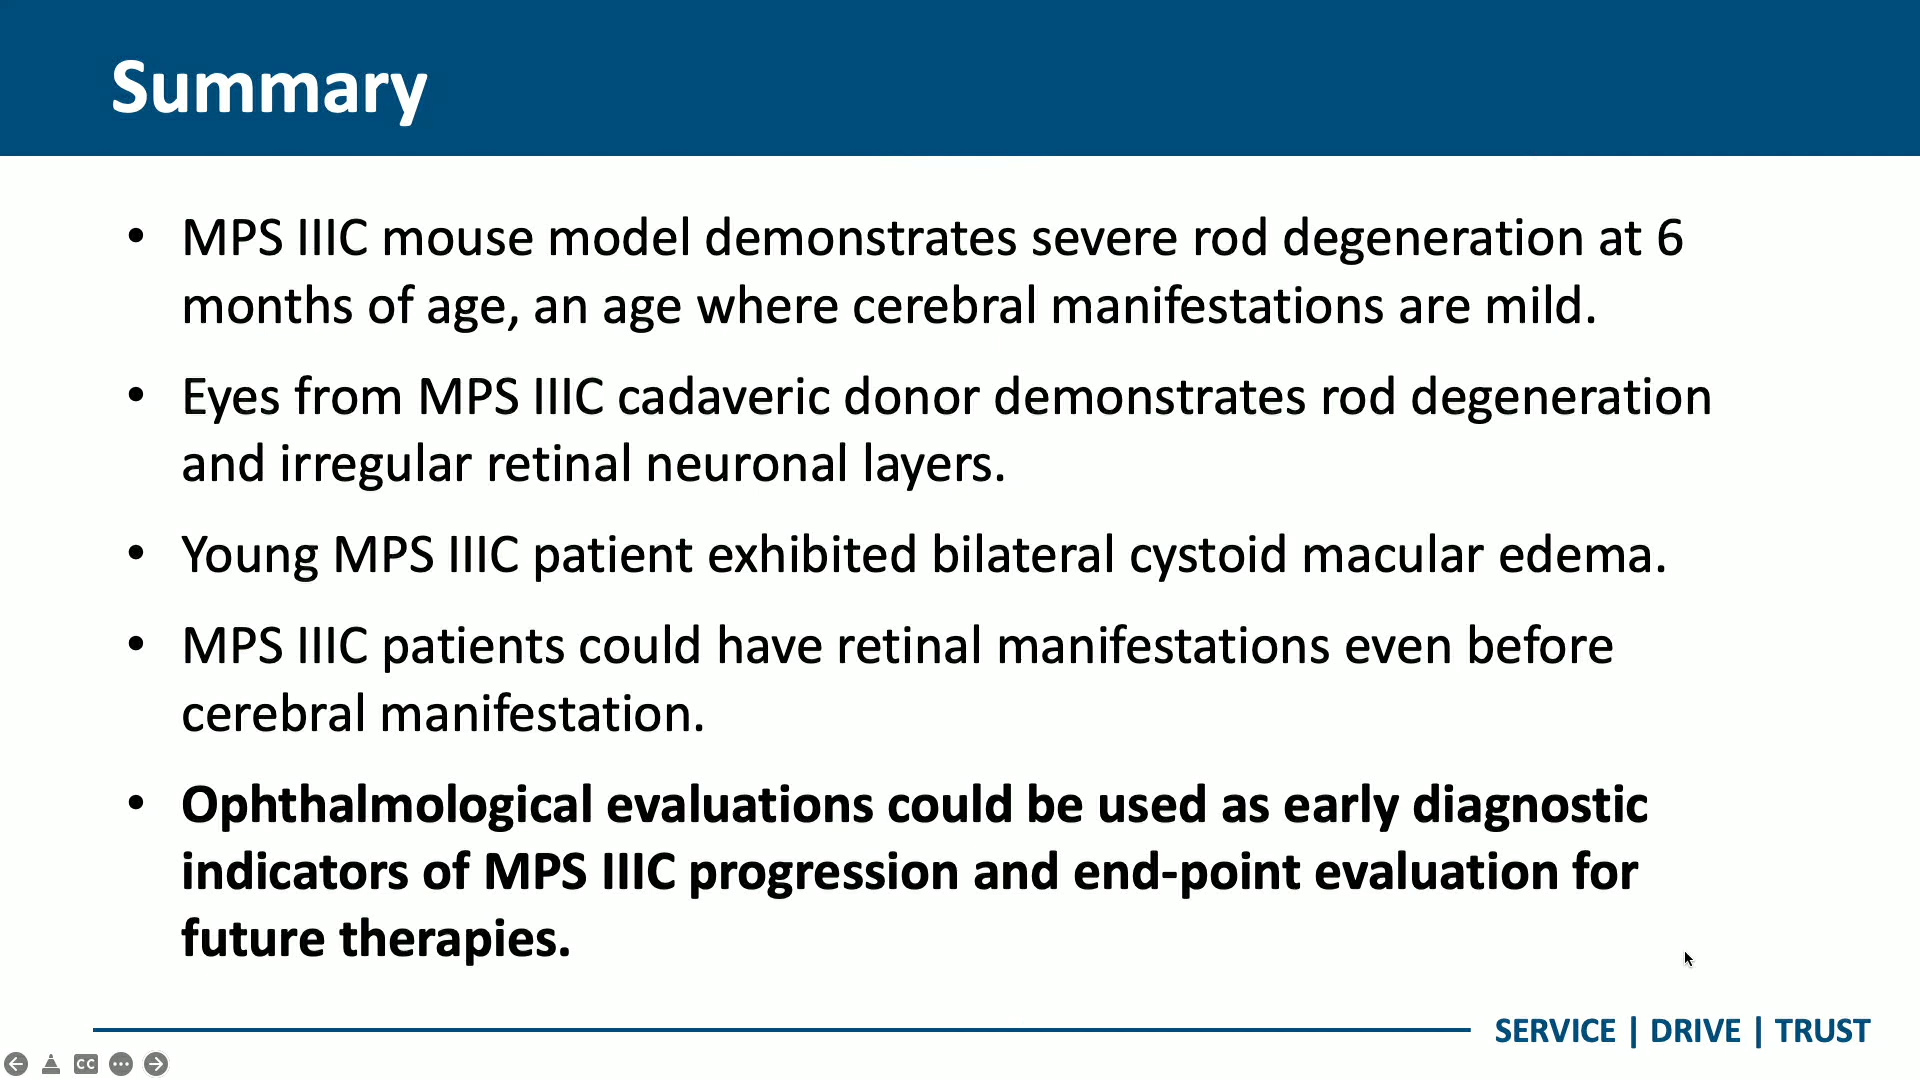 Summary
• MPS IIIC mouse model demonstrates severe rod degeneration at 6
months of age, an age where cerebral manifestations are mild.
• Eyes from MPS IIIC cadaveric donor demonstrates rod degeneration
and irregular retinal neuronal layers.
• Young MPS IIIC patient exhibited bilateral cystoid macular edema.
• MPS IIIC patients could have retinal manifestations even before
cerebral manifestation.
• Ophthalmological evaluations could be used as early diagnostic
indicators of MPS IIIC progression and end-point evaluation for
future therapies.
SERVICE | DRIVE | TRUST
CC